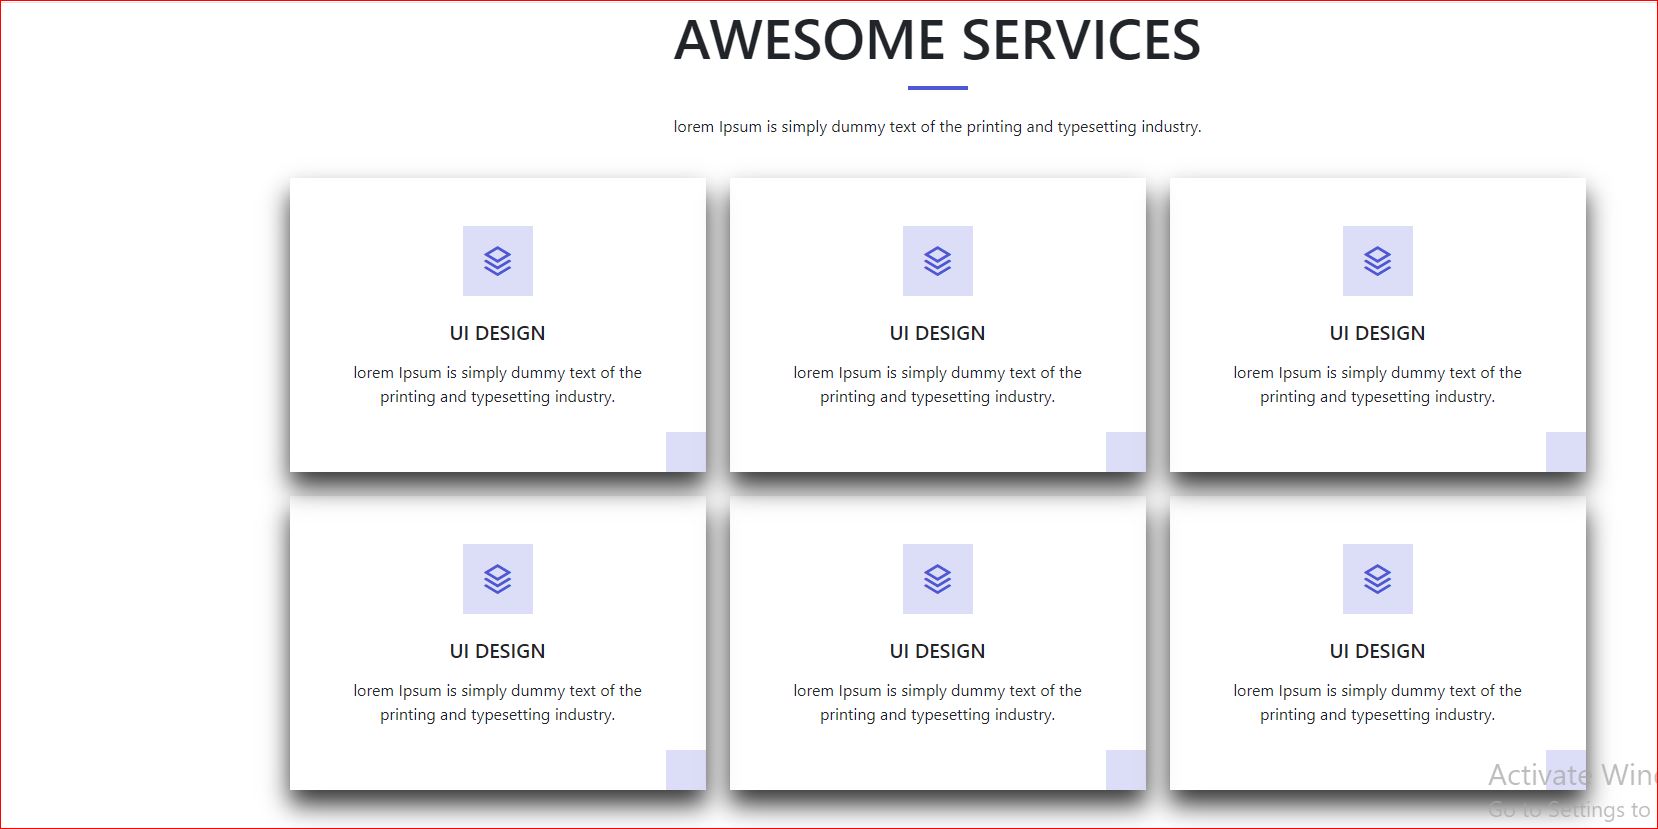 AWESOME SERVICES
lorem Ipsum is simply dummy text of the printing and typesetting industry.
UI DESIGN
lorem Ipsum is simply dummy text of the
printing and typesetting industry.
UI DESIGN
lorem Ipsum is simply dummy text of the
printing and typesetting industry.
UI DESIGN
lorem Ipsum is simply dummy text of the
printing and typesetting industry.
UI DESIGN
lorem Ipsum is simply dummy text of the
printing and typesetting industry.
UI DESIGN
lorem Ipsum is simply dummy text of the
printing and typesetting industry.
UI DESIGN
lorem Ipsum is simply dummy text of the
printing and typesetting industry.
Activate Win
Go to Settings to